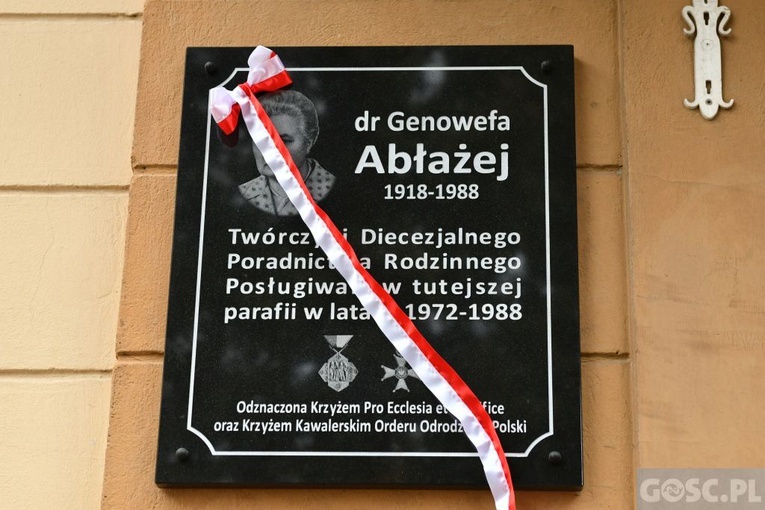 dr Genowefa
Abłażej
1918-1988
Diecezjalnego
Rodzinnego
w tutejszej
parafii w 1972-1988
Odznaczona Krzyżem Pro Ecclesia
oraz Krzyżem Kawalerskim Orderu Polski
GOSC.PL